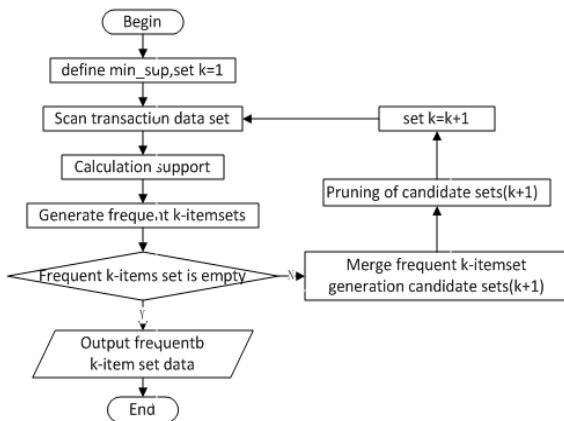 Begin
define min_sup,set k=1
Scan transaction data set
set k=k+1
Calculation support
Pruning of candidate sets(k+1)
Generate frequent k-itemsets
Frequent k-items set is empty
N
Merge frequent k-itemset
generation candidate sets(k+1)
Y
Output frequentb
k-item set data
End